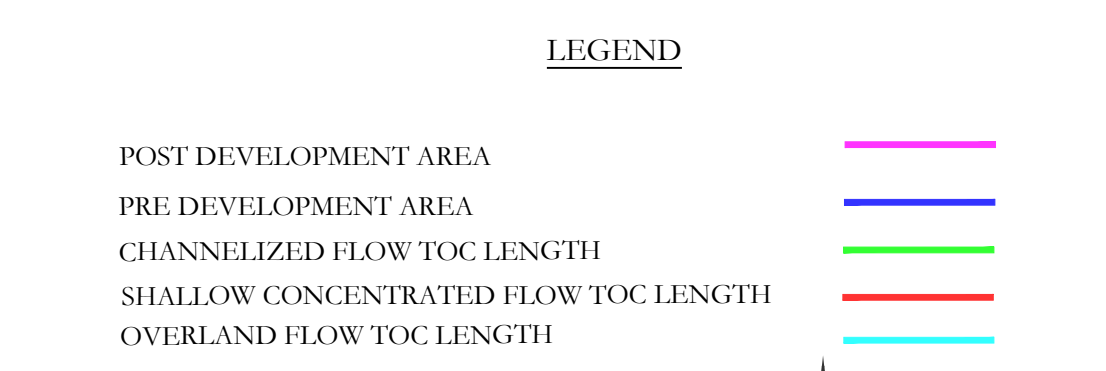 LEGEND
POST DEVELOPMENT AREA
PRE DEVELOPMENT AREA
CHANNELIZED FLOW TOC LENGTH
SHALLOW CONCENTRATED FLOW TOC LENGTH
OVERLAND FLOW TOC LENGTH